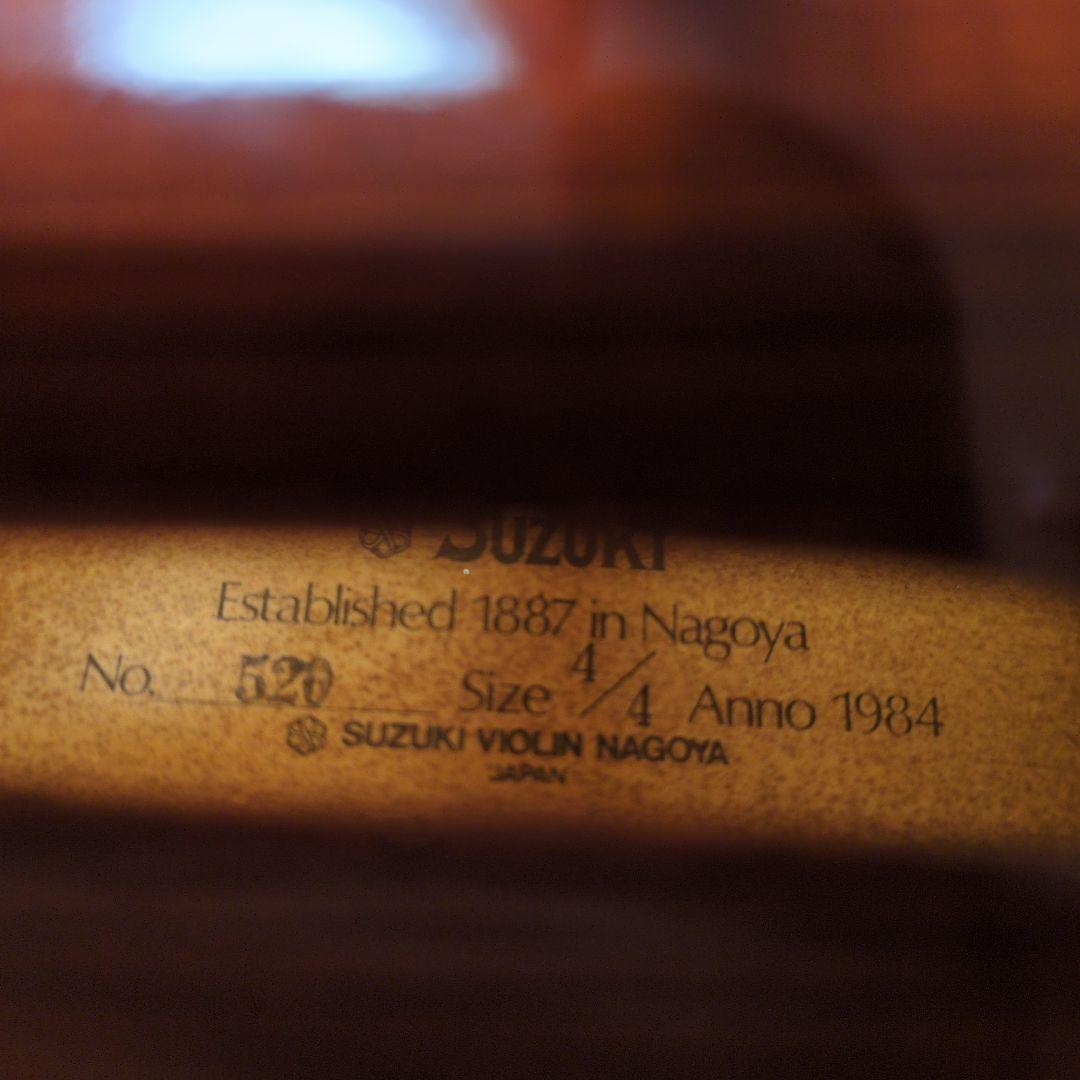 SUZUKI
Established 1887 in Nagoya
No. 520 Size 4/4 Anno 1984
SUZUKI VIOLIN NAGOYA
JAPAN